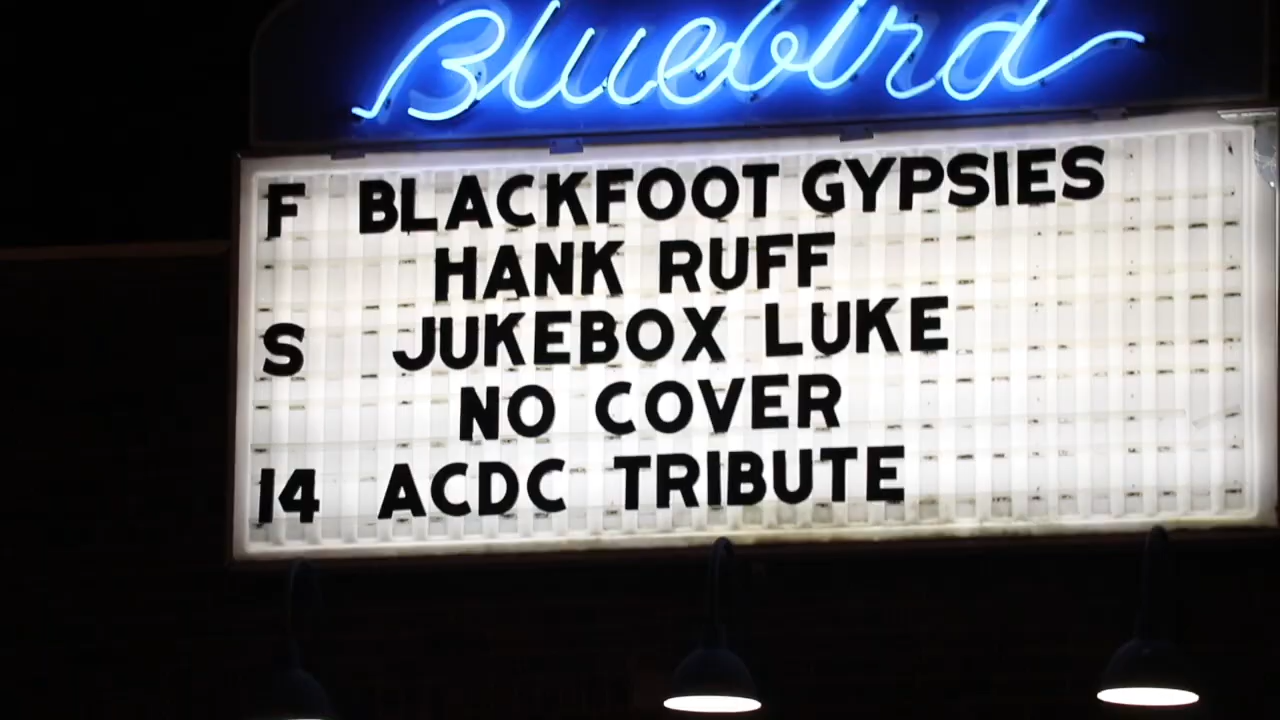 Bluebird
F BLACKFOOT GYPSIES
HANK RUFF
S JUKEBOX LUKE
NO COVER
14 ACDC TRIBUTE